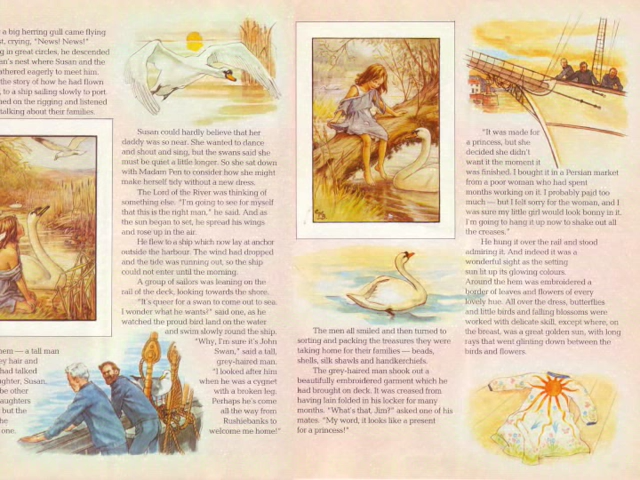 a big herring gull came flying
st, crying, "News! News!"
g in great circles, he descended
en's nest where Susan and the
athered eagerly to meet him.
the story of how he had flown
, to a ship sailing slowly to port.
ned on the rigging and listened
talking about their families.
hem — a tall man
y hair and
had talked
ghter, Susan,
he other
aughters
but the
he
one.
Susan could hardly believe that her
daddy was so near. She wanted to dance
and shout and sing, but the swans said she
must be quiet a little longer. So she sat down
with Madam Pen to consider how she might
make herself tidy without a new dress.
The Lord of the River was thinking of
something else. "I'm going to see for myself
that this is the right man," he said. And as
the sun began to set, he spread his wings
and rose up in the air.
He flew to a ship which now lay at anchor
outside the harbour. The wind had dropped
and the tide was running out, so the ship
could not enter until the morning.
A group of sailors was leaning on the
rail of the deck, looking towards the shore.
"It's queer for a swan to come out to sea.
I wonder what he wants?" said one, as he
watched the proud bird land on the water
and swim slowly round the ship.
"Why, I'm sure it's John
Swan," said a tall,
grey-haired man.
"I looked after him
when he was a cygnet
with a broken leg.
Perhaps he's come
all the way from
Rushiebanks to
welcome me home!"
The men all smiled and then turned to
sorting and packing the treasures they were
taking home for their families — beads,
shells, silk shawls and handkerchiefs.
The grey-haired man shook out a
beautifully embroidered garment which he
had brought on deck. It was creased from
having lain folded in his locker for many
months. "What's that, Jim?" asked one of his
mates. "My word, it looks like a present
for a princess!"
"It was made for
a princess, but she
decided she didn't
want it the moment it
was finished. I bought it in a Persian market
from a poor woman who had spent
months working on it. I probably paid too
much — but I felt sorry for the woman, and I
was sure my little girl would look bonny in it.
I'm going to hang it up now to shake out all
the creases."
He hung it over the rail and stood
admiring it. And indeed it was a
wonderful sight as the setting
sun lit up its glowing colours.
Around the hem was embroidered a
border of leaves and flowers of every
lovely hue. All over the dress, butterflies
and little birds and falling blossoms were
worked with delicate skill, except where, on
the breast, was a great golden sun, with long
rays that went glinting down between the
birds and flowers.